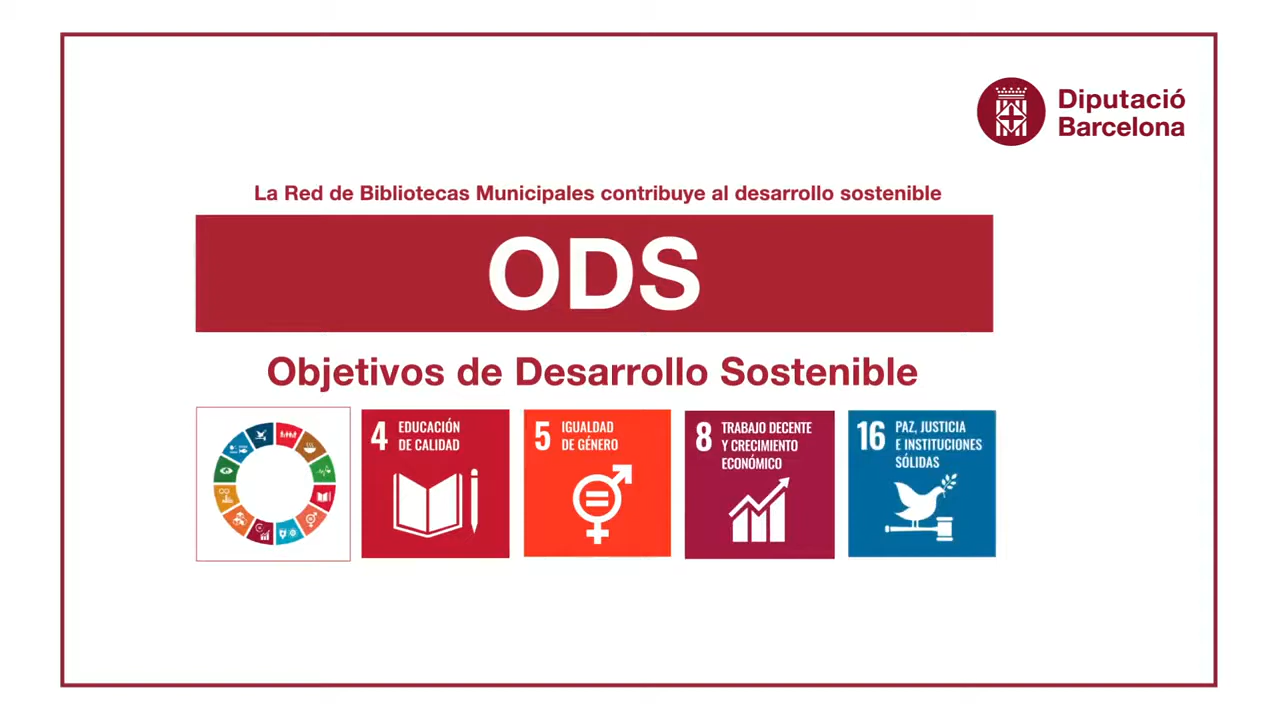 Diputació
Barcelona
La Red de Bibliotecas Municipales contribuye al desarrollo sostenible
ODS
Objetivos de Desarrollo Sostenible
4 EDUCACIÓN
DE CALIDAD
5 IGUALDAD
DE GÉNERO
8 TRABAJO DECENTE
Y CRECIMIENTO
ECONÓMICO
16 PAZ, JUSTICIA
E INSTITUCIONES
SÓLIDAS